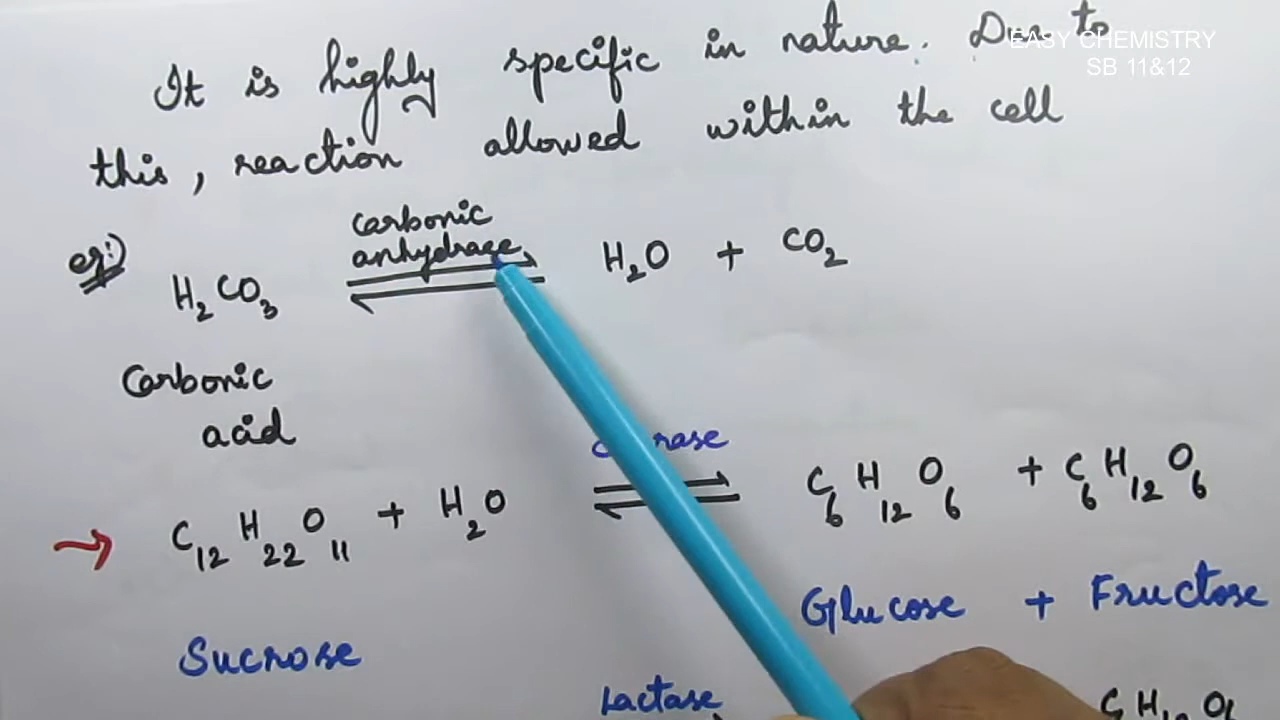 It is highly specific in nature. Due to
EASY CHEMISTRY
SB 11&12
this, reaction allowed within the cell
eg:)
carbonic
anhydrase
H2CO3 ⇌ H2O + CO2
Carbonic
acid
→ C12H22O11 + H2O ⇌ C6H12O6 + C6H12O6
Glucose + Fructose
Sucrose
Lactase